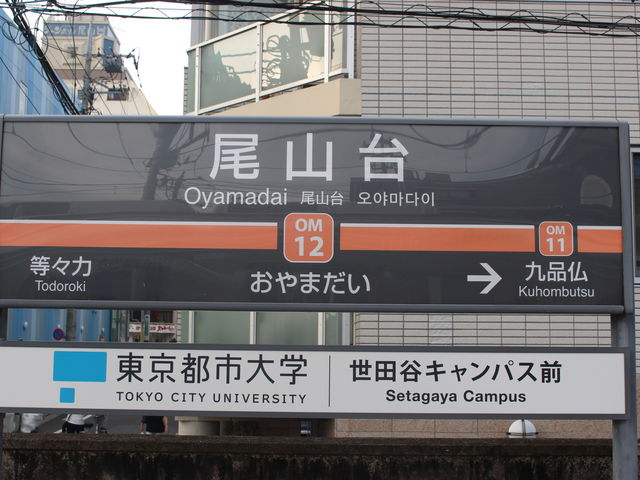 尾山台
Oyamadai 尾山台 오야마다이
OM
12
OM
11
等々力
Todoroki
おやまだい
→
九品仏
Kuhombutsu
東京都市大学
TOKYO CITY UNIVERSITY
世田谷キャンパス前
Setagaya Campus